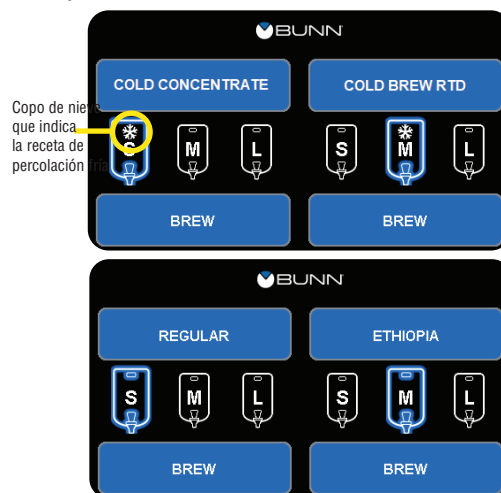 BUNN
COLD CONCENTRATE COLD BREW RTD
Copo de nieve
que indica
la receta de
percolación fría
S M L S M L
BREW BREW
BUNN
REGULAR ETHIOPIA
S M L S M L
BREW BREW